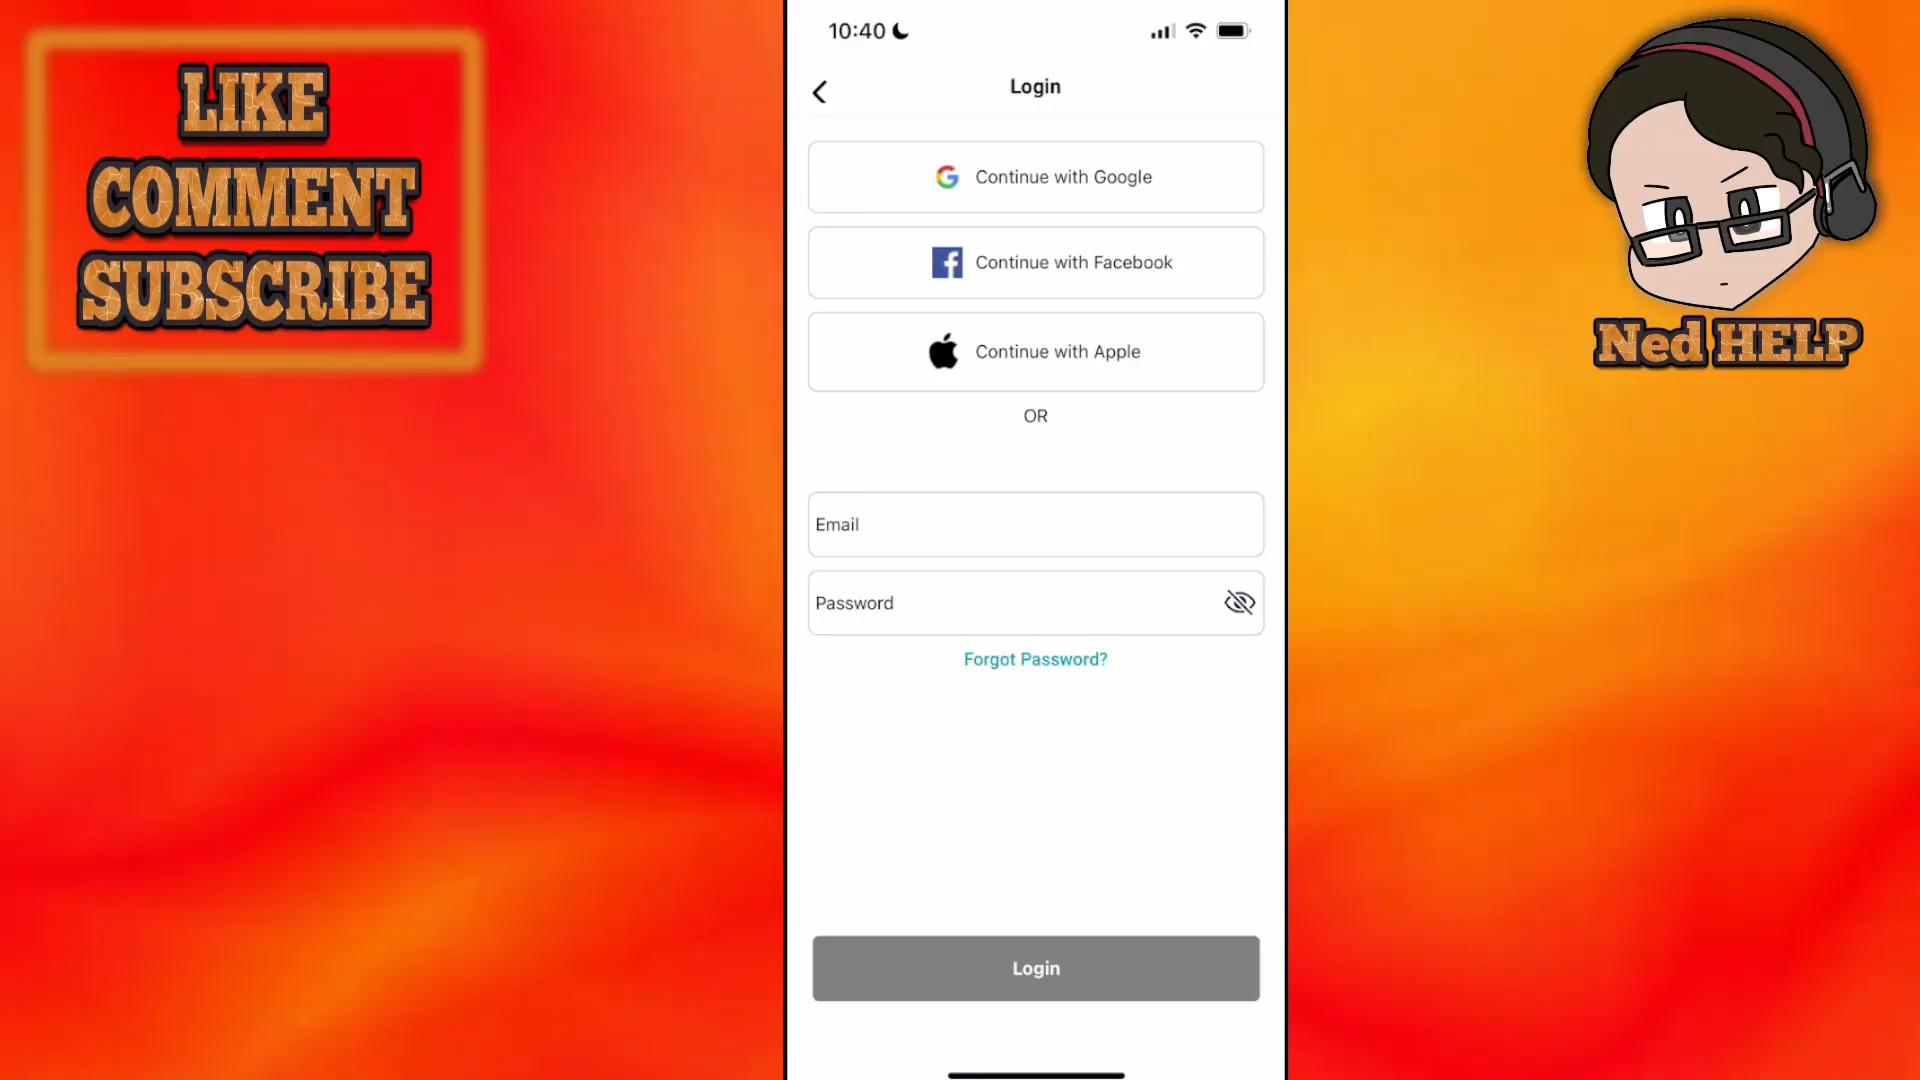 LIKE
COMMENT
SUBSCRIBE
10:40
Login
Continue with Google
Continue with Facebook
Continue with Apple
OR
Email
Password
Forgot Password?
Login
Ned HELP